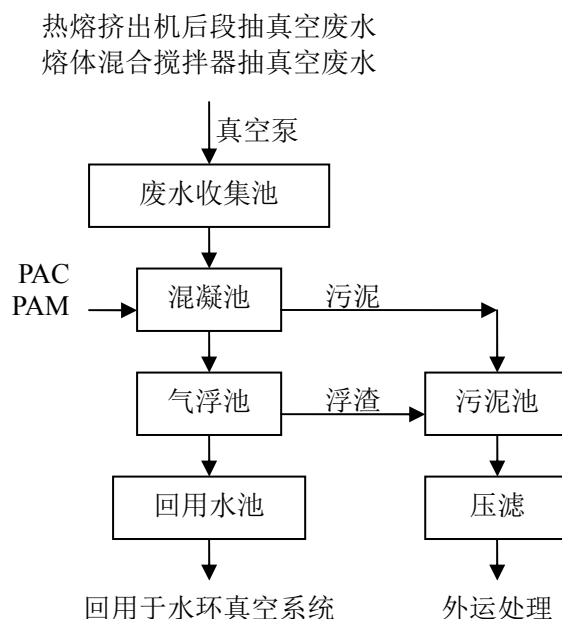 热熔挤出机后段抽真空废水
熔体混合搅拌器抽真空废水
真空泵
废水收集池
PAC
PAM
混凝池
污泥
气浮池
浮渣
污泥池
回用水池
压滤
回用于水环真空系统
外运处理